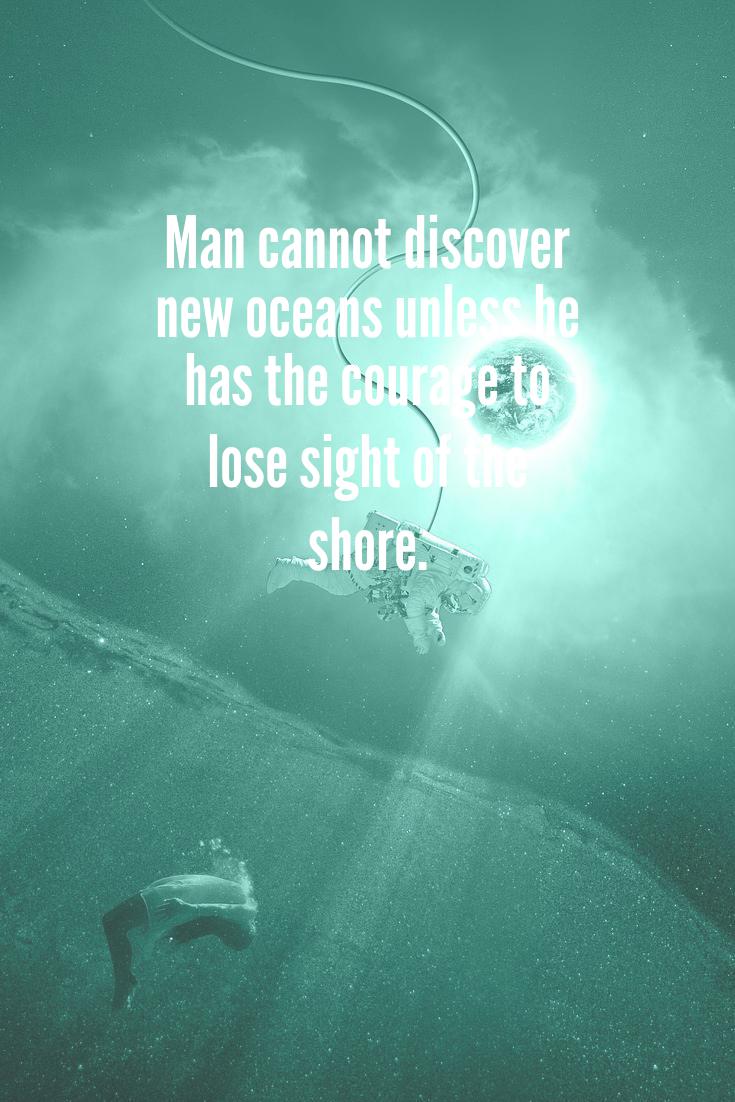 Man cannot discover
new oceans unless he
has the courage to
lose sight of the
shore.